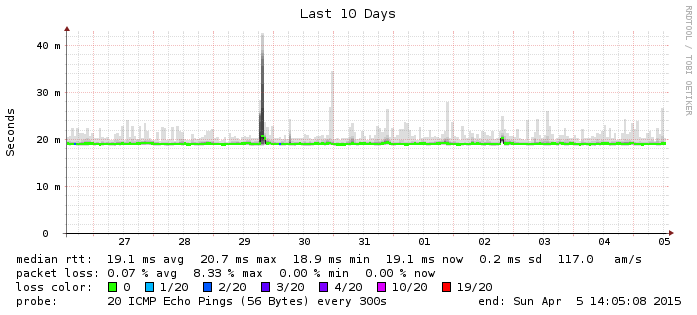 Last 10 Days
RRDTOOL / TOBI OETIKER
Seconds
40 m
30 m
20 m
10 m
0
27 28 29 30 31 01 02 03 04 05
median rtt: 19.1 ms avg 20.7 ms max 18.9 ms min 19.1 ms now 0.2 ms sd 117.0 am/s
packet loss: 0.07 % avg 8.33 % max 0.00 % min 0.00 % now
loss color: 0 1/20 2/20 3/20 4/20 10/20 19/20
probe: 20 ICMP Echo Pings (56 Bytes) every 300s end: Sun Apr 5 14:05:08 2015